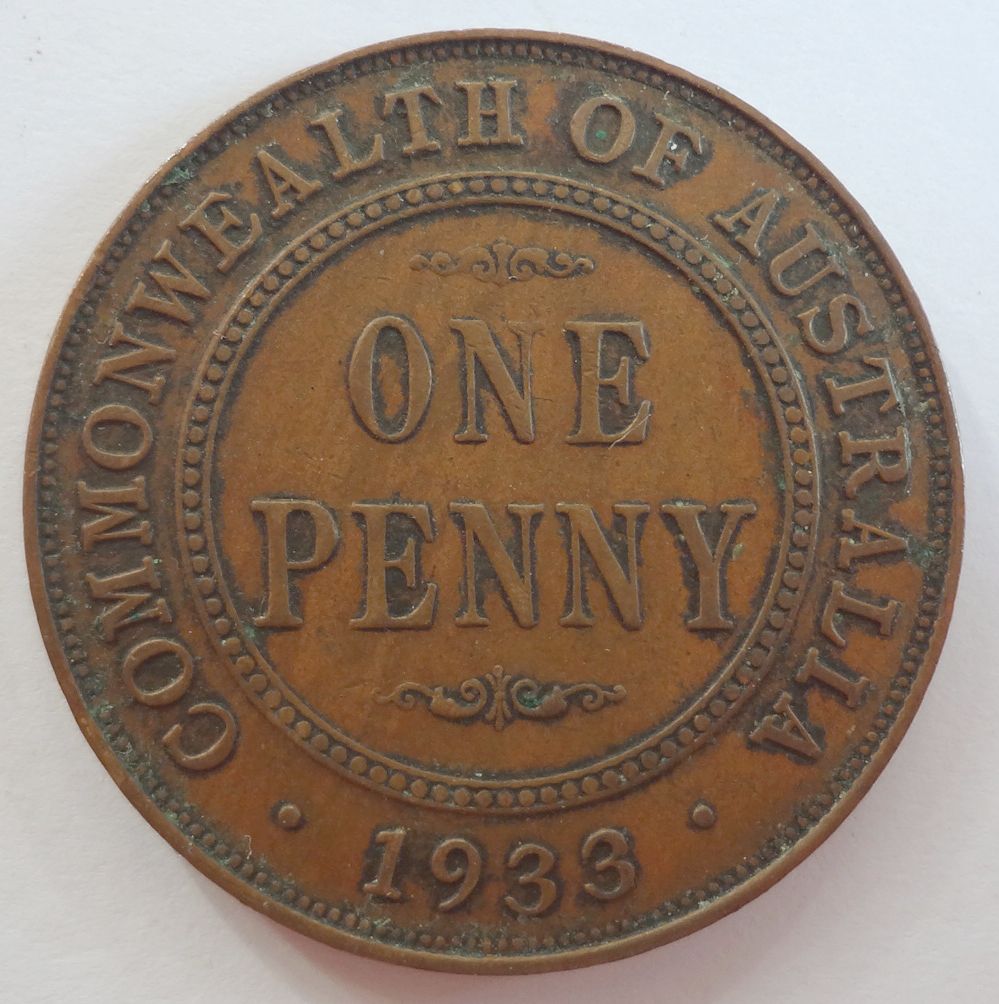 COMMONWEALTH OF AUSTRALIA
ONE
PENNY
· 1933 ·